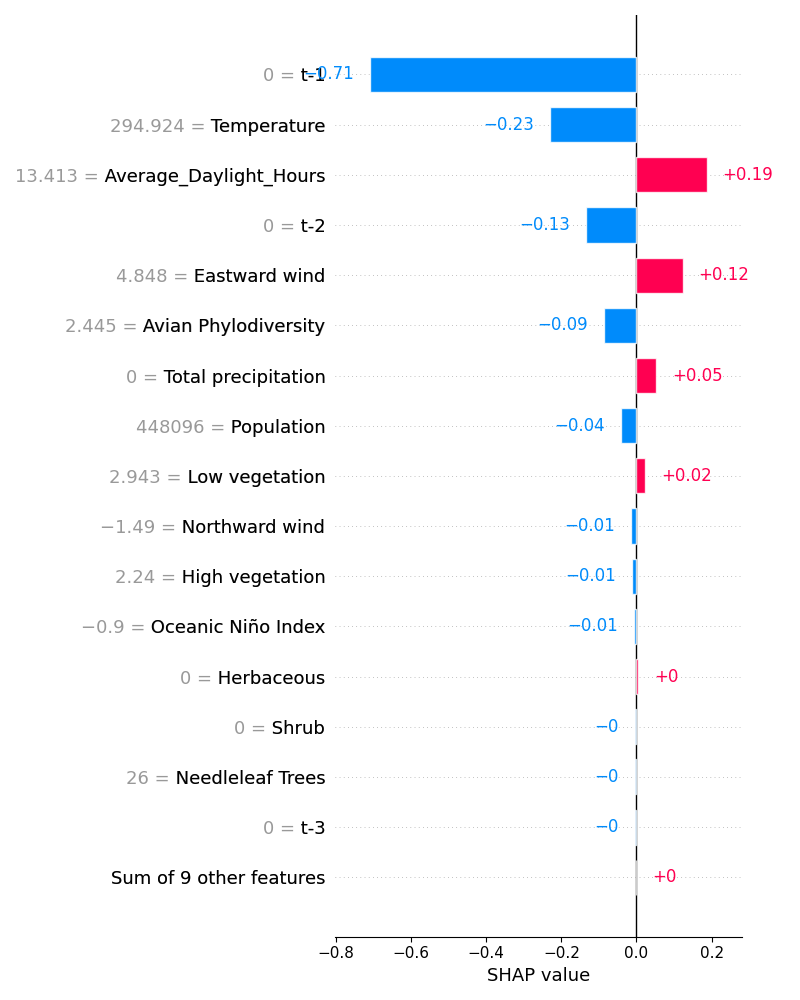 0 = t-1 −0.71
294.924 = Temperature −0.23
13.413 = Average_Daylight_Hours +0.19
0 = t-2 −0.13
4.848 = Eastward wind +0.12
2.445 = Avian Phylodiversity −0.09
0 = Total precipitation +0.05
448096 = Population −0.04
2.943 = Low vegetation +0.02
−1.49 = Northward wind −0.01
2.24 = High vegetation −0.01
−0.9 = Oceanic Niño Index −0.01
0 = Herbaceous +0
0 = Shrub −0
26 = Needleleaf Trees −0
0 = t-3 −0
Sum of 9 other features +0
−0.8 −0.6 −0.4 −0.2 0.0 0.2
SHAP value